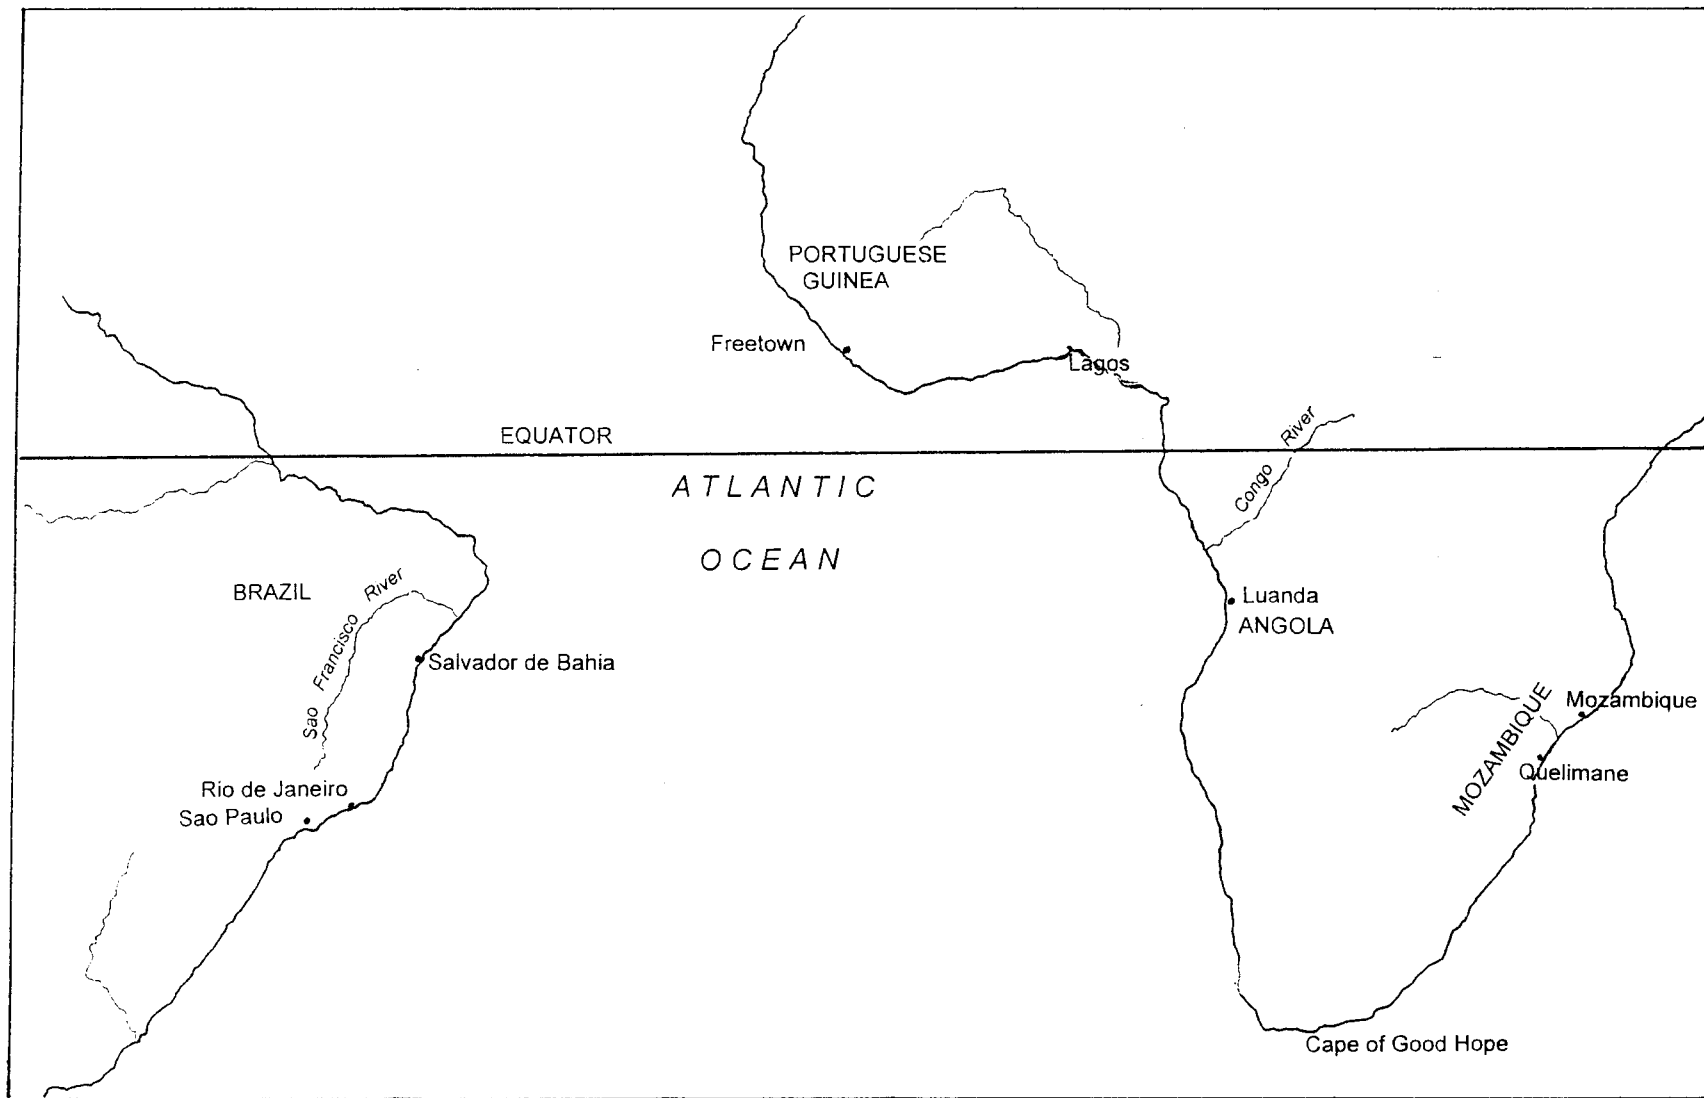 PORTUGUESE
GUINEA
Freetown
Lagos
EQUATOR
Congo River
ATLANTIC
OCEAN
BRAZIL
Sao Francisco River
Luanda
ANGOLA
Salvador de Bahia
MOZAMBIQUE
Mozambique
Quelimane
Rio de Janeiro
Sao Paulo
Cape of Good Hope